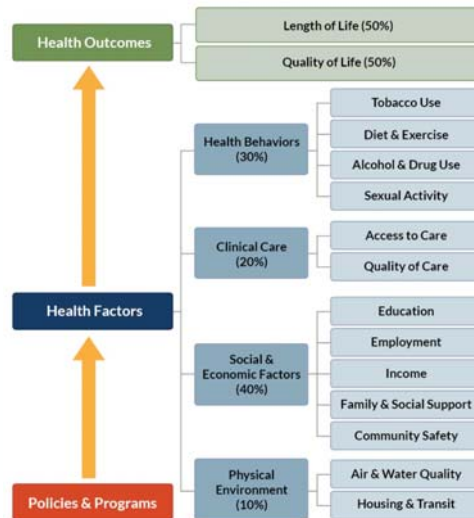 Health Outcomes
Length of Life (50%)
Quality of Life (50%)
Health Factors
Health Behaviors
(30%)
Tobacco Use
Diet & Exercise
Alcohol & Drug Use
Sexual Activity
Clinical Care
(20%)
Access to Care
Quality of Care
Social &
Economic Factors
(40%)
Education
Employment
Income
Family & Social Support
Community Safety
Physical
Environment
(10%)
Air & Water Quality
Housing & Transit
Policies & Programs